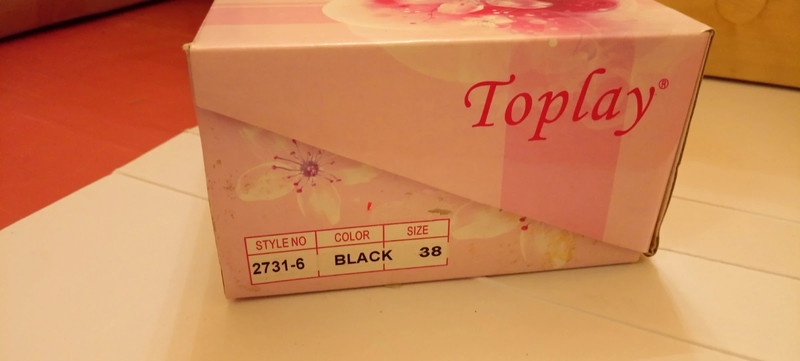 Toplay®
STYLE NO COLOR SIZE
2731-6 BLACK 38